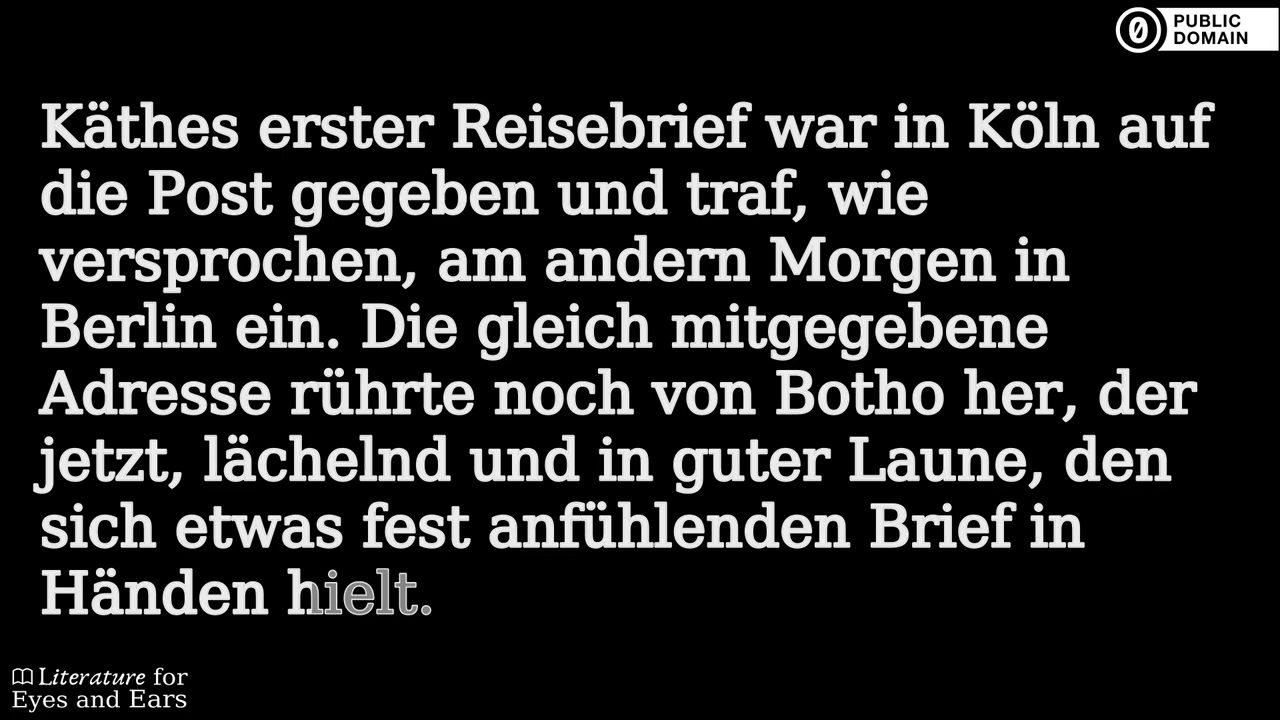 PUBLIC
DOMAIN
Käthes erster Reisebrief war in Köln auf
die Post gegeben und traf, wie
versprochen, am andern Morgen in
Berlin ein. Die gleich mitgegebene
Adresse rührte noch von Botho her, der
jetzt, lächelnd und in guter Laune, den
sich etwas fest anfühlenden Brief in
Händen hielt.
Literature for
Eyes and Ears